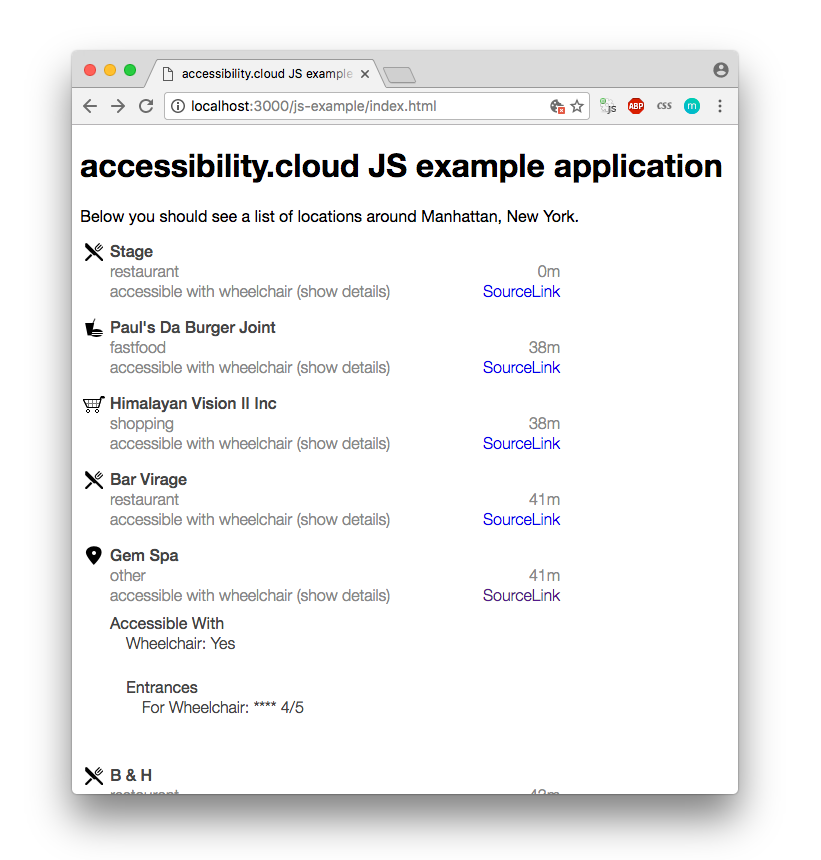 accessibility.cloud JS example
localhost:3000/js-example/index.html
js
ABP
css
m
accessibility.cloud JS example application
Below you should see a list of locations around Manhattan, New York.
Stage
restaurant 0m
accessible with wheelchair (show details) SourceLink
Paul's Da Burger Joint
fastfood 38m
accessible with wheelchair (show details) SourceLink
Himalayan Vision II Inc
shopping 38m
accessible with wheelchair (show details) SourceLink
Bar Virage
restaurant 41m
accessible with wheelchair (show details) SourceLink
Gem Spa
other 41m
accessible with wheelchair (show details) SourceLink
Accessible With
Wheelchair: Yes
Entrances
For Wheelchair: **** 4/5
B & H
restaurant